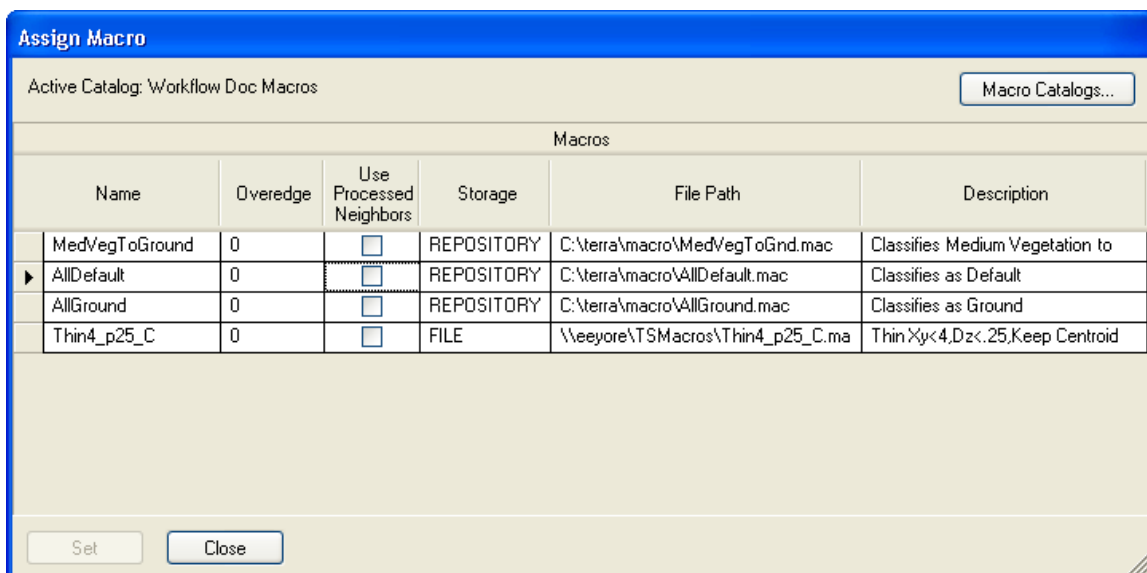 Assign Macro
Active Catalog: Workflow Doc Macros
Macro Catalogs...
Macros
Name Overedge Use Processed Neighbors Storage File Path Description
MedVegToGround 0 REPOSITORY C:\terra\macro\MedVegToGnd.mac Classifies Medium Vegetation to
AllDefault 0 REPOSITORY C:\terra\macro\AllDefault.mac Classifies as Default
AllGround 0 REPOSITORY C:\terra\macro\AllGround.mac Classifies as Ground
Thin4_p25_C 0 FILE \\eeyore\TSMacros\Thin4_p25_C.ma Thin Xy<4,Dz<.25,Keep Centroid
Set Close